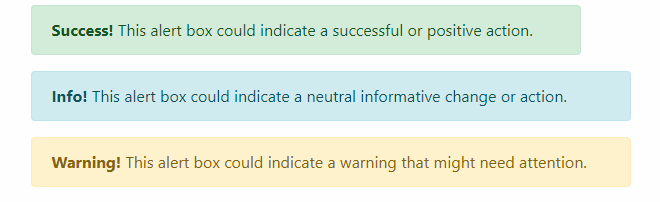 Success! This alert box could indicate a successful or positive action.
Info! This alert box could indicate a neutral informative change or action.
Warning! This alert box could indicate a warning that might need attention.